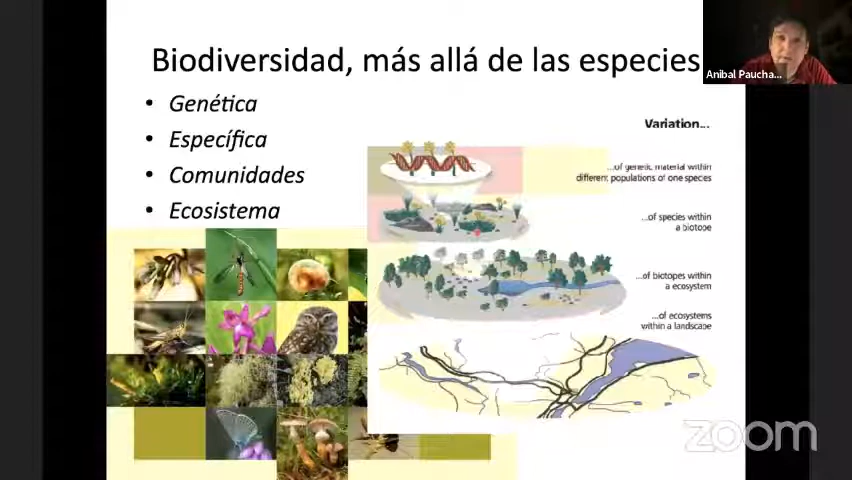 Biodiversidad, más allá de las especies
Anibal Paucha...
• Genética
• Específica
• Comunidades
• Ecosistema
Variation...
...of genetic material within
different populations of one species
...of species within
a biotope
...of biotopes within
a ecosystem
...of ecosystems
within a landscape
zoom